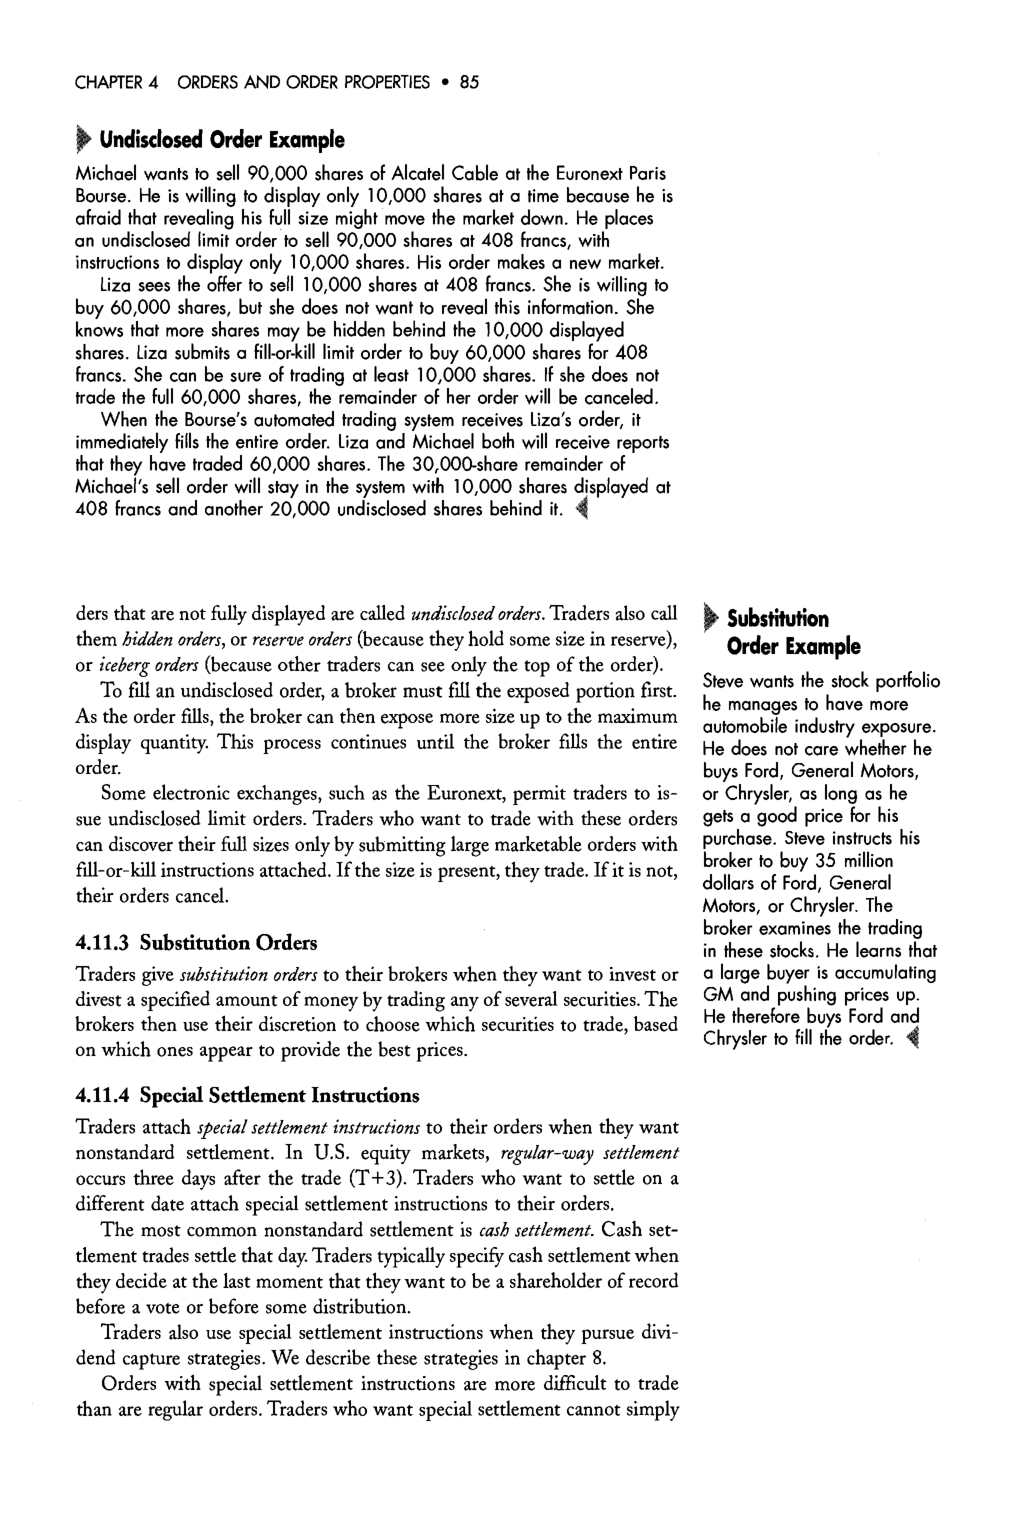 CHAPTER 4 ORDERS AND ORDER PROPERTIES • 85
Undisclosed Order Example
Michael wants to sell 90,000 shares of Alcatel Cable at the Euronext Paris
Bourse. He is willing to display only 10,000 shares at a time because he is
afraid that revealing his full size might move the market down. He places
an undisclosed limit order to sell 90,000 shares at 408 francs, with
instructions to display only 10,000 shares. His order makes a new market.
Liza sees the offer to sell 10,000 shares at 408 francs. She is willing to
buy 60,000 shares, but she does not want to reveal this information. She
knows that more shares may be hidden behind the 10,000 displayed
shares. Liza submits a fill-or-kill limit order to buy 60,000 shares for 408
francs. She can be sure of trading at least 10,000 shares. If she does not
trade the full 60,000 shares, the remainder of her order will be canceled.
When the Bourse's automated trading system receives Liza's order, it
immediately fills the entire order. Liza and Michael both will receive reports
that they have traded 60,000 shares. The 30,000-share remainder of
Michael's sell order will stay in the system with 10,000 shares displayed at
408 francs and another 20,000 undisclosed shares behind it.
ders that are not fully displayed are called undisclosed orders. Traders also call
them hidden orders, or reserve orders (because they hold some size in reserve),
or iceberg orders (because other traders can see only the top of the order).
To fill an undisclosed order, a broker must fill the exposed portion first.
As the order fills, the broker can then expose more size up to the maximum
display quantity. This process continues until the broker fills the entire
order.
Some electronic exchanges, such as the Euronext, permit traders to is-
sue undisclosed limit orders. Traders who want to trade with these orders
can discover their full sizes only by submitting large marketable orders with
fill-or-kill instructions attached. If the size is present, they trade. If it is not,
their orders cancel.
4.11.3 Substitution Orders
Traders give substitution orders to their brokers when they want to invest or
divest a specified amount of money by trading any of several securities. The
brokers then use their discretion to choose which securities to trade, based
on which ones appear to provide the best prices.
4.11.4 Special Settlement Instructions
Traders attach special settlement instructions to their orders when they want
nonstandard settlement. In U.S. equity markets, regular-way settlement
occurs three days after the trade (T+3). Traders who want to settle on a
different date attach special settlement instructions to their orders.
The most common nonstandard settlement is cash settlement. Cash set-
tlement trades settle that day. Traders typically specify cash settlement when
they decide at the last moment that they want to be a shareholder of record
before a vote or before some distribution.
Traders also use special settlement instructions when they pursue divi-
dend capture strategies. We describe these strategies in chapter 8.
Orders with special settlement instructions are more difficult to trade
than are regular orders. Traders who want special settlement cannot simply
Substitution
Order Example
Steve wants the stock portfolio
he manages to have more
automobile industry exposure.
He does not care whether he
buys Ford, General Motors,
or Chrysler, as long as he
gets a good price for his
purchase. Steve instructs his
broker to buy 35 million
dollars of Ford, General
Motors, or Chrysler. The
broker examines the trading
in these stocks. He learns that
a large buyer is accumulating
GM and pushing prices up.
He therefore buys Ford and
Chrysler to fill the order.